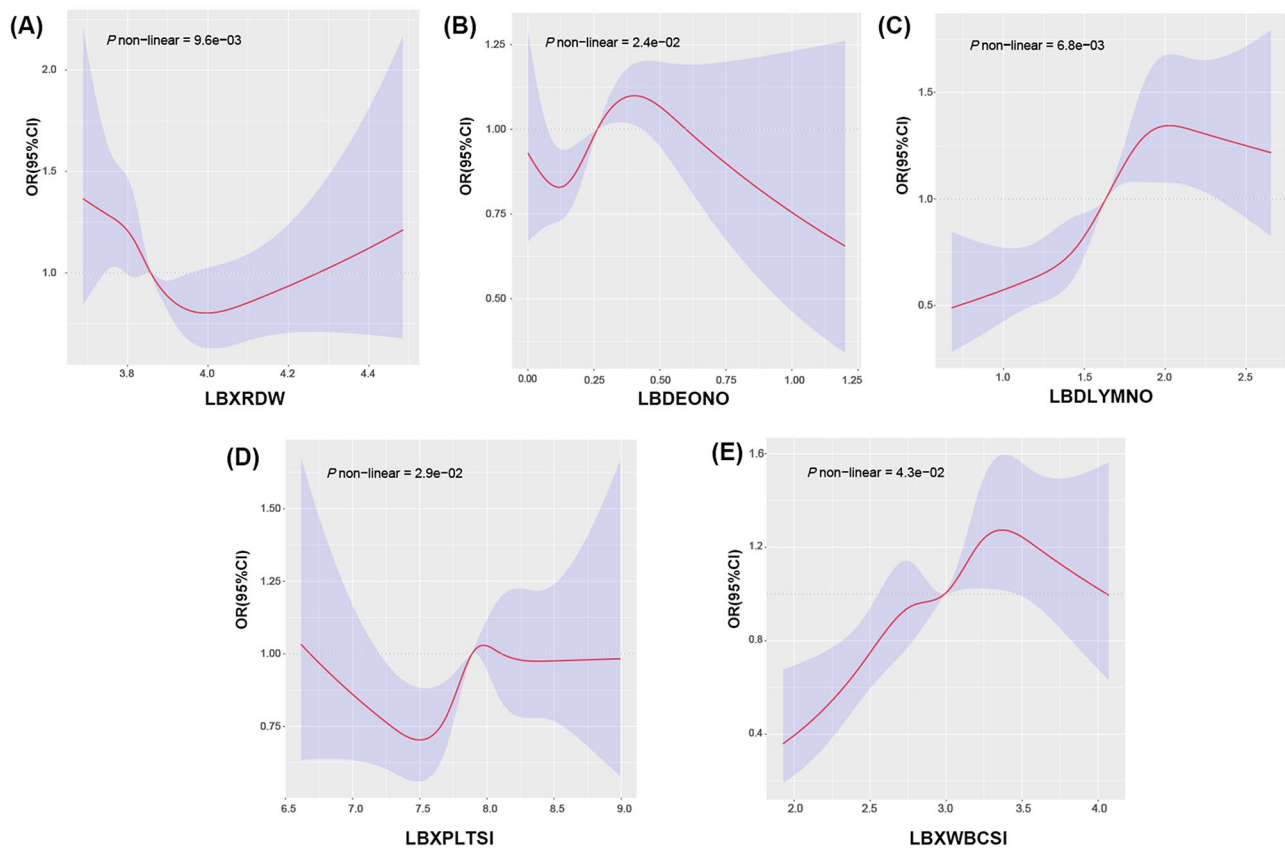 (A)
P non−linear = 9.6e−03
OR(95%CI)
2.0
1.5
1.0
3.8 4.0 4.2 4.4
LBXRDW
(B)
P non−linear = 2.4e−02
OR(95%CI)
1.25
1.00
0.75
0.50
0.00 0.25 0.50 0.75 1.00 1.25
LBDEONO
(C)
P non−linear = 6.8e−03
OR(95%CI)
1.5
1.0
0.5
1.0 1.5 2.0 2.5
LBDLYMNO
(D)
P non−linear = 2.9e−02
OR(95%CI)
1.50
1.25
1.00
0.75
6.5 7.0 7.5 8.0 8.5 9.0
LBXPLTSI
(E)
P non−linear = 4.3e−02
OR(95%CI)
1.6
1.2
0.8
0.4
2.0 2.5 3.0 3.5 4.0
LBXWBCSI